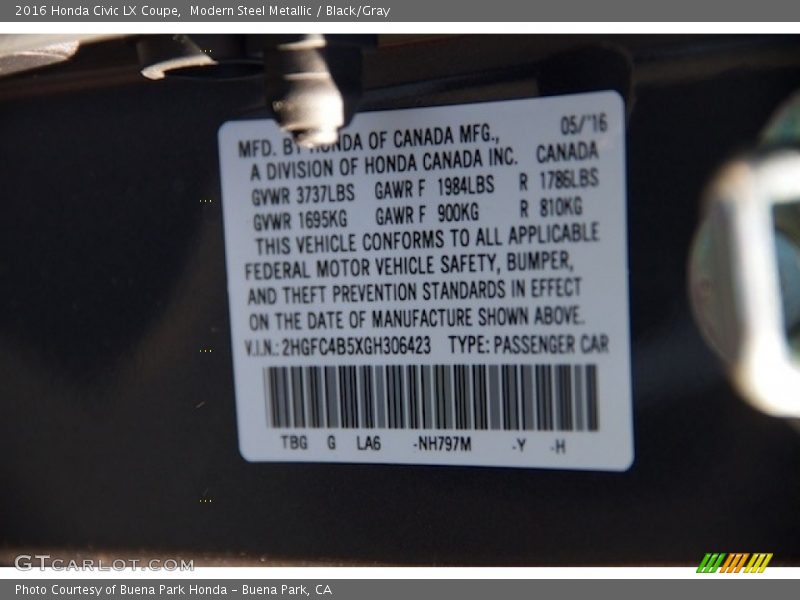 2016 Honda Civic LX Coupe,  Modern Steel Metallic / Black/Gray
MFD. BY HONDA OF CANADA MFG., 05/'16
A DIVISION OF HONDA CANADA INC. CANADA
GVWR 3737LBS GAWR F 1984LBS R 1786LBS
GVWR 1695KG GAWR F 900KG R 810KG
THIS VEHICLE CONFORMS TO ALL APPLICABLE
FEDERAL MOTOR VEHICLE SAFETY, BUMPER,
AND THEFT PREVENTION STANDARDS IN EFFECT
ON THE DATE OF MANUFACTURE SHOWN ABOVE.
V.I.N.: 2HGFC4B5XGH306423 TYPE: PASSENGER CAR
TBG G LA6 -NH797M -Y -H
GTCARLOT.COM
Photo Courtesy of Buena Park Honda – Buena Park, CA